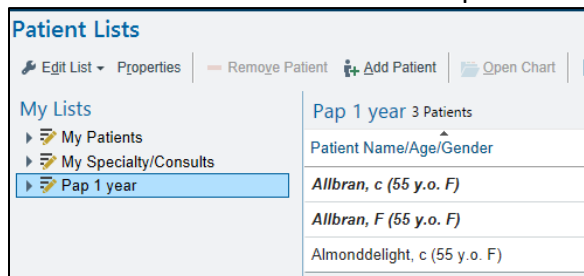 Patient Lists
Edit List Properties Remove Patient Add Patient Open Chart
My Lists
My Patients
My Specialty/Consults
Pap 1 year
Pap 1 year 3 Patients
Patient Name/Age/Gender
Allbran, c (55 y.o. F)
Allbran, F (55 y.o. F)
Almonddelight, c (55 y.o. F)